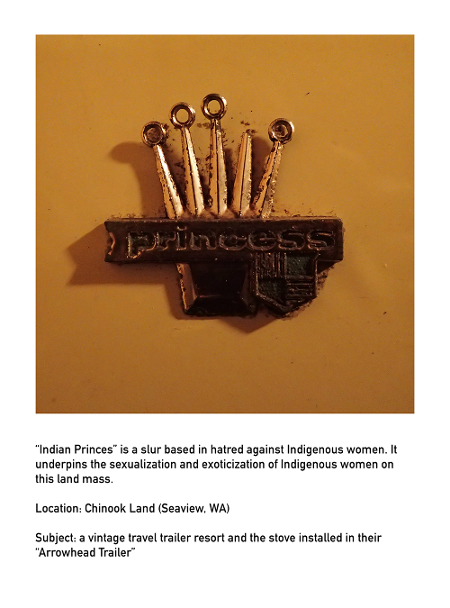 princess
“Indian Princes” is a slur based in hatred against Indigenous women. It
underpins the sexualization and exoticization of Indigenous women on
this land mass.
Location: Chinook Land (Seaview, WA)
Subject: a vintage travel trailer resort and the stove installed in their
“Arrowhead Trailer”